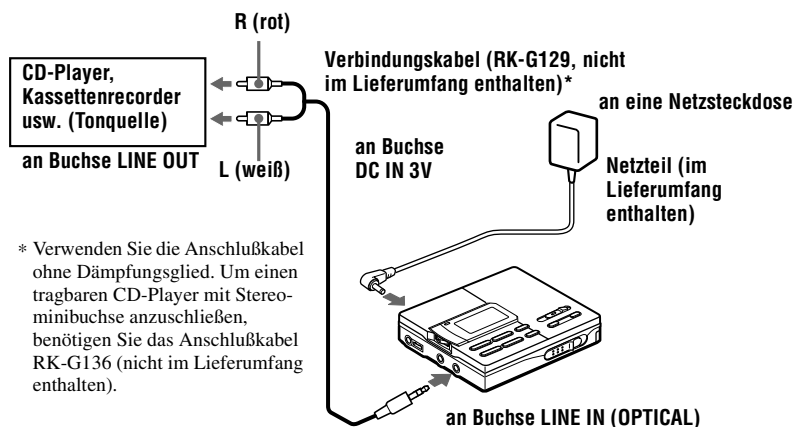 R (rot)
CD-Player,
Kassettenrecorder
usw. (Tonquelle)
an Buchse LINE OUT
L (weiß)
Verbindungskabel (RK-G129, nicht
im Lieferumfang enthalten)*
an Buchse
DC IN 3V
an eine Netzsteckdose
Netzteil (im
Lieferumfang
enthalten)
* Verwenden Sie die Anschlußkabel
ohne Dämpfungsglied. Um einen
tragbaren CD-Player mit Stereo-
minibuchse anzuschließen,
benötigen Sie das Anschlußkabel
RK-G136 (nicht im Lieferumfang
enthalten).
an Buchse LINE IN (OPTICAL)